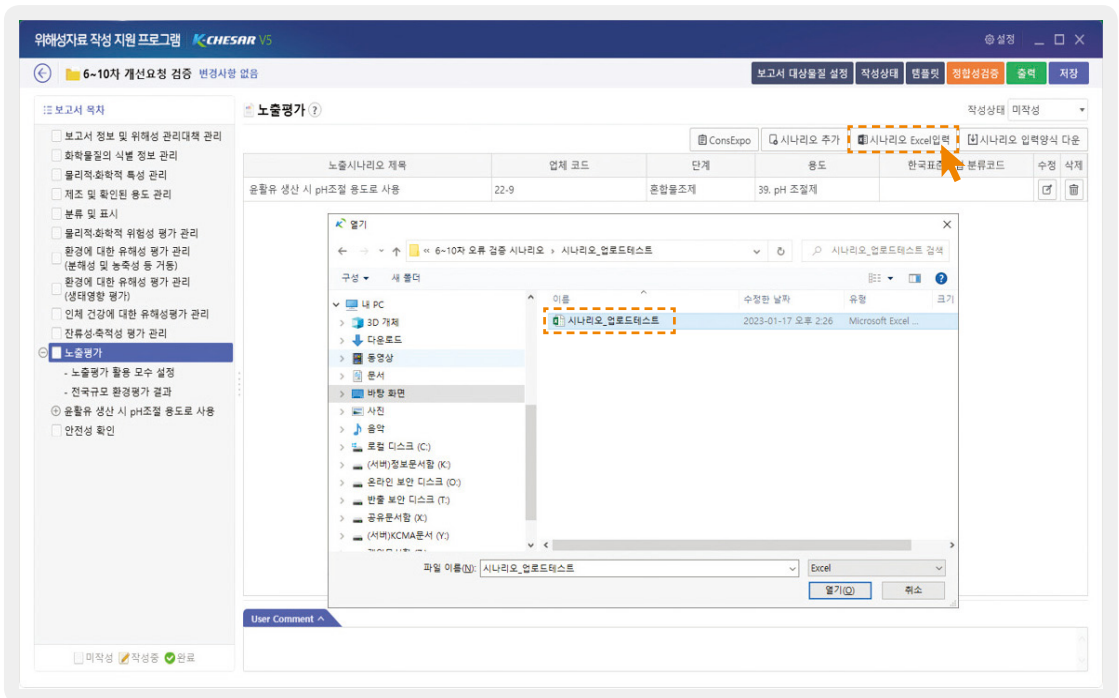 위해성자료 작성 지원 프로그램 K-CHESAR V5 설정
6~10차 개선요청 검증 변경사항 없음 보고서 대상물질 설정 작성상태 템플릿 정합성검증 출력 저장
보고서 목차
보고서 정보 및 위해성 관리대책 관리
화학물질의 식별 정보 관리
물리적·화학적 특성 관리
제조 및 확인된 용도 관리
분류 및 표시
물리적·화학적 위험성 평가 관리
환경에 대한 유해성 평가 관리
(분해성 및 농축성 등 거동)
환경에 대한 유해성 평가 관리
(생태영향 평가)
인체 건강에 대한 유해성평가 관리
잔류성·축적성 평가 관리
노출평가
- 노출평가 활용 모수 설정
- 전국규모 환경평가 결과
윤활유 생산 시 pH조절 용도로 사용
안전성 확인
미작성 작성중 완료
노출평가 ? 작성상태 미작성
ConsExpo 시나리오 추가 시나리오 Excel입력 시나리오 입력양식 다운
노출시나리오 제목 업체 코드 단계 용도 한국표준 분류코드 수정 삭제
윤활유 생산 시 pH조절 용도로 사용 22-9 혼합물조제 39. pH 조절제
열기
« 6~10차 오류 검증 시나리오 › 시나리오_업로드테스트 시나리오_업로드테스트 검색
구성 새 폴더
내 PC
3D 개체
다운로드
동영상
문서
바탕 화면
사진
음악
로컬 디스크 (C:)
(서버)정보문서함 (K:)
온라인 보안 디스크 (O:)
반출 보안 디스크 (T:)
공유문서함 (X:)
(서버)KCMA문서 (Y:)
이름 수정한 날짜 유형 크기
시나리오_업로드테스트 2023-01-17 오후 2:26 Microsoft Excel ...
파일 이름(N): 시나리오_업로드테스트 Excel
열기(O) 취소
User Comment